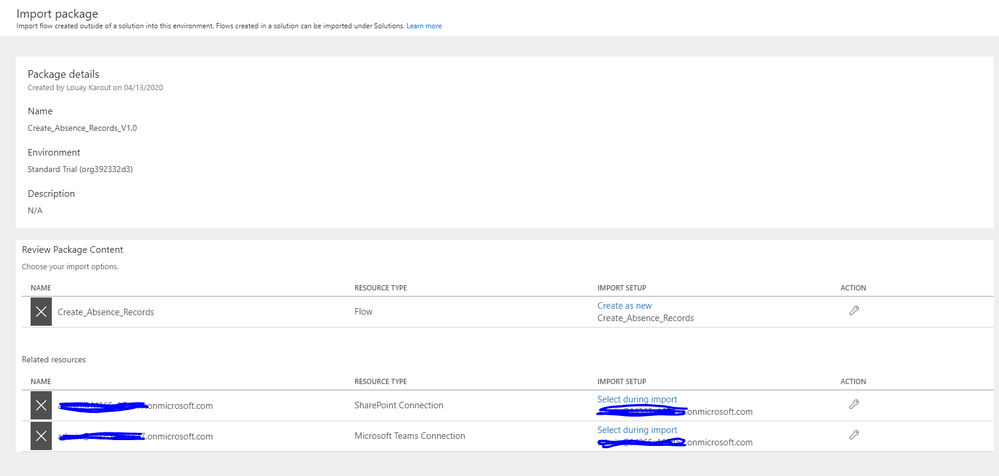 Import package
Import flow created outside of a solution into this environment. Flows created in a solution can be imported under Solutions. Learn more
Package details
Created by Louay Karout on 04/13/2020
Name
Create_Absence_Records_V1.0
Environment
Standard Trial (org392332d3)
Description
N/A
Review Package Content
Choose your import options.
NAME RESOURCE TYPE IMPORT SETUP ACTION
Create_Absence_Records Flow Create as new
Create_Absence_Records
Related resources
NAME RESOURCE TYPE IMPORT SETUP ACTION
.onmicrosoft.com SharePoint Connection Select during import
.onmicrosoft.com
.onmicrosoft.com Microsoft Teams Connection Select during import
.onmicrosoft.com